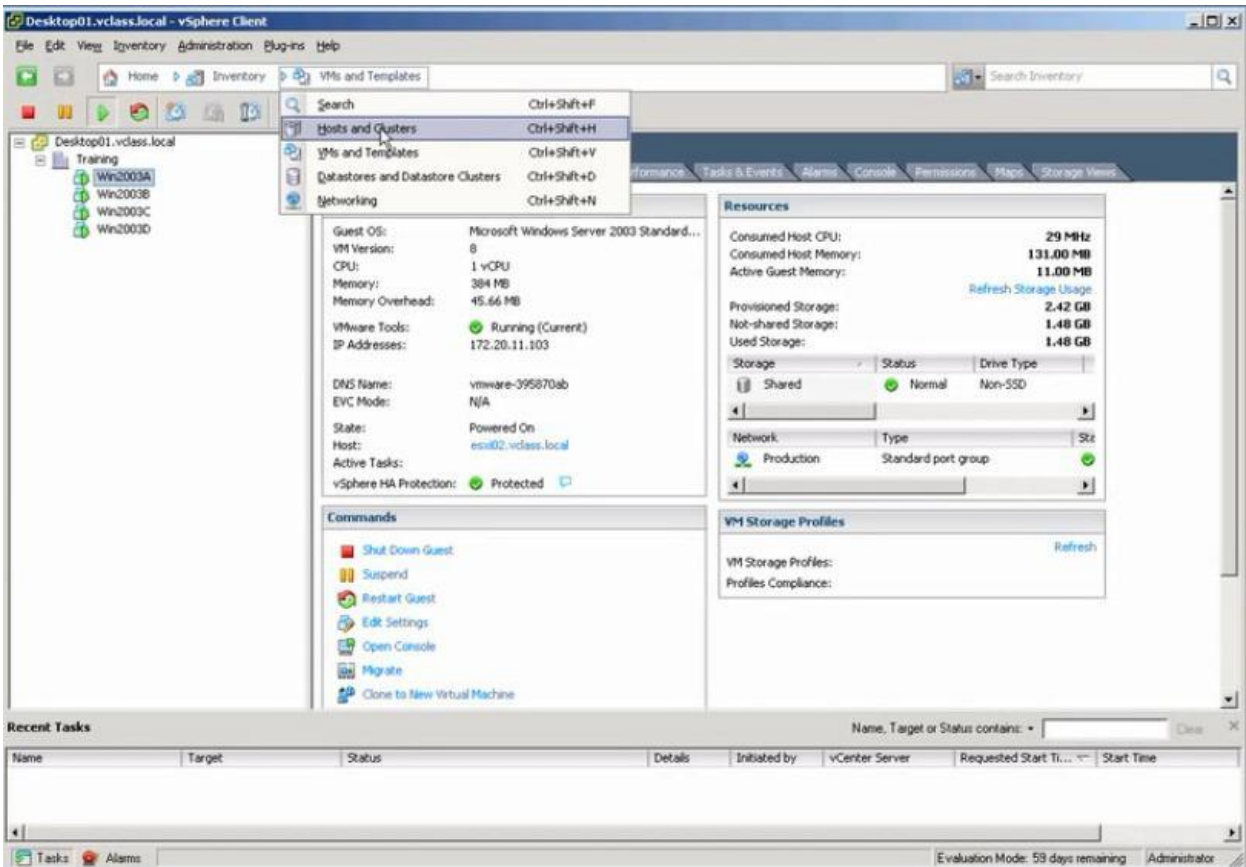 Desktop01.vclass.local - vSphere Client
File Edit View Inventory Administration Plug-ins Help
Home Inventory VMs and Templates Search Inventory
Search Ctrl+Shift+F
Hosts and Clusters Ctrl+Shift+H
VMs and Templates Ctrl+Shift+V
Datastores and Datastore Clusters Ctrl+Shift+D
Networking Ctrl+Shift+N
Desktop01.vclass.local
Training
Win2003A
Win2003B
Win2003C
Win2003D
Tasks & Events Alarms Console Permissions Maps Storage Views
Guest OS: Microsoft Windows Server 2003 Standard...
VM Version: 8
CPU: 1 vCPU
Memory: 384 MB
Memory Overhead: 45.66 MB
VMware Tools: Running (Current)
IP Addresses: 172.20.11.103
DNS Name: vmware-395870ab
EVC Mode: N/A
State: Powered On
Host: esxi02.vclass.local
Active Tasks:
vSphere HA Protection: Protected
Commands
Shut Down Guest
Suspend
Restart Guest
Edit Settings
Open Console
Migrate
Clone to New Virtual Machine
Resources
Consumed Host CPU: 29 MHz
Consumed Host Memory: 131.00 MB
Active Guest Memory: 11.00 MB
Refresh Storage Usage
Provisioned Storage: 2.42 GB
Not-shared Storage: 1.48 GB
Used Storage: 1.48 GB
Storage Status Drive Type
Shared Normal Non-SSD
Network Type Sta
Production Standard port group
VM Storage Profiles
Refresh
VM Storage Profiles:
Profiles Compliance:
Recent Tasks Name, Target or Status contains: Clear
Name Target Status Details Initiated by vCenter Server Requested Start Ti... Start Time
Tasks Alarms Evaluation Mode: 59 days remaining Administrator